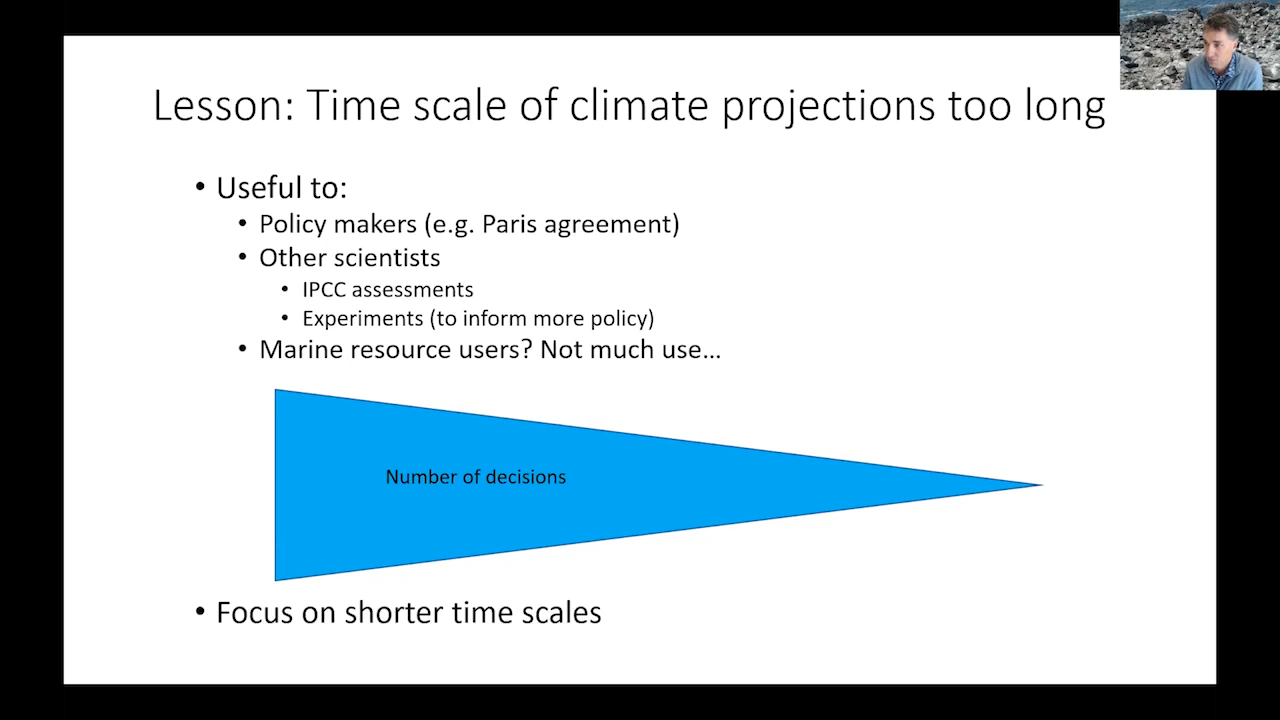 Lesson: Time scale of climate projections too long
• Useful to:
• Policy makers (e.g. Paris agreement)
• Other scientists
• IPCC assessments
• Experiments (to inform more policy)
• Marine resource users? Not much use…
Number of decisions
• Focus on shorter time scales